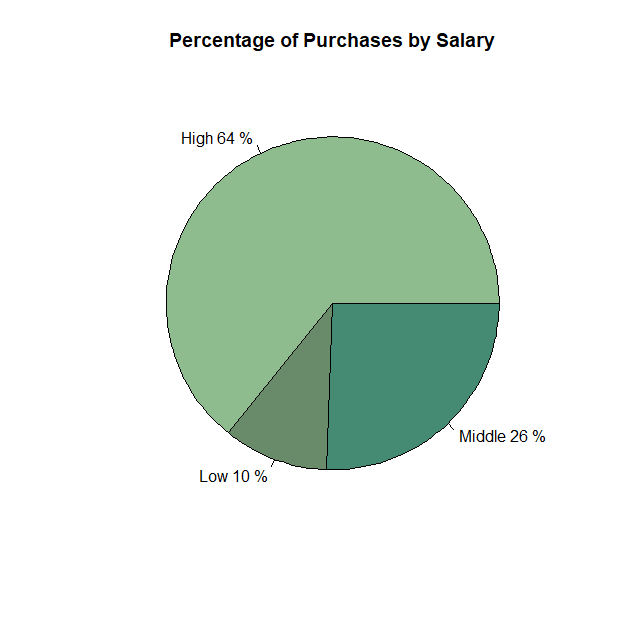 Percentage of Purchases by Salary
High 64 %
Middle 26 %
Low 10 %